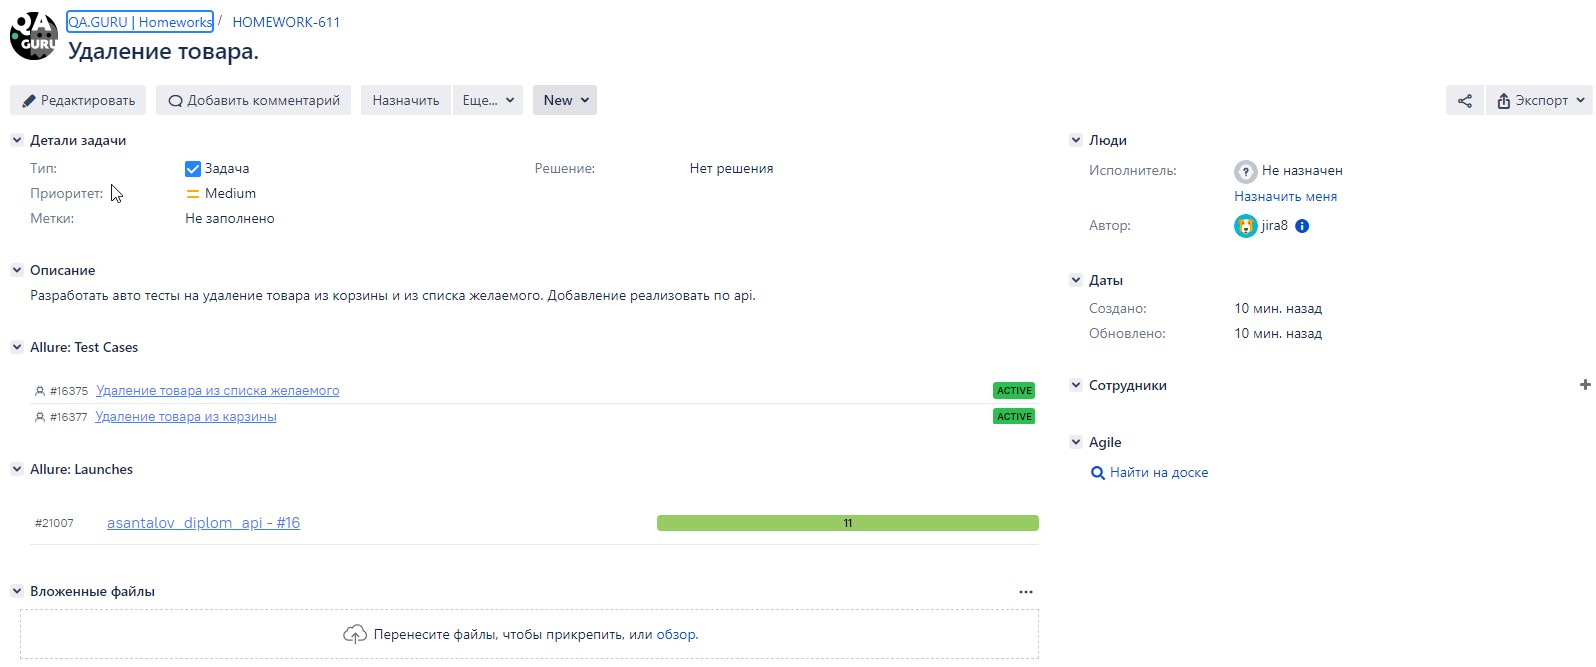 QA
GURU
QA.GURU | Homeworks / HOMEWORK-611
Удаление товара.
Редактировать Добавить комментарий Назначить Еще... New Экспорт
Детали задачи
Тип: Задача Решение: Нет решения
Приоритет: Medium
Метки: Не заполнено
Описание
Разработать авто тесты на удаление товара из корзины и из списка желаемого. Добавление реализовать по api.
Allure: Test Cases
#16375 Удаление товара из списка желаемого ACTIVE
#16377 Удаление товара из карзины ACTIVE
Allure: Launches
#21007 asantalov_diplom_api - #16 11
Вложенные файлы ...
Перенесите файлы, чтобы прикрепить, или обзор.
Люди
Исполнитель: ? Не назначен
Назначить меня
Автор: jira8 i
Даты
Создано: 10 мин. назад
Обновлено: 10 мин. назад
Сотрудники +
Agile
Найти на доске